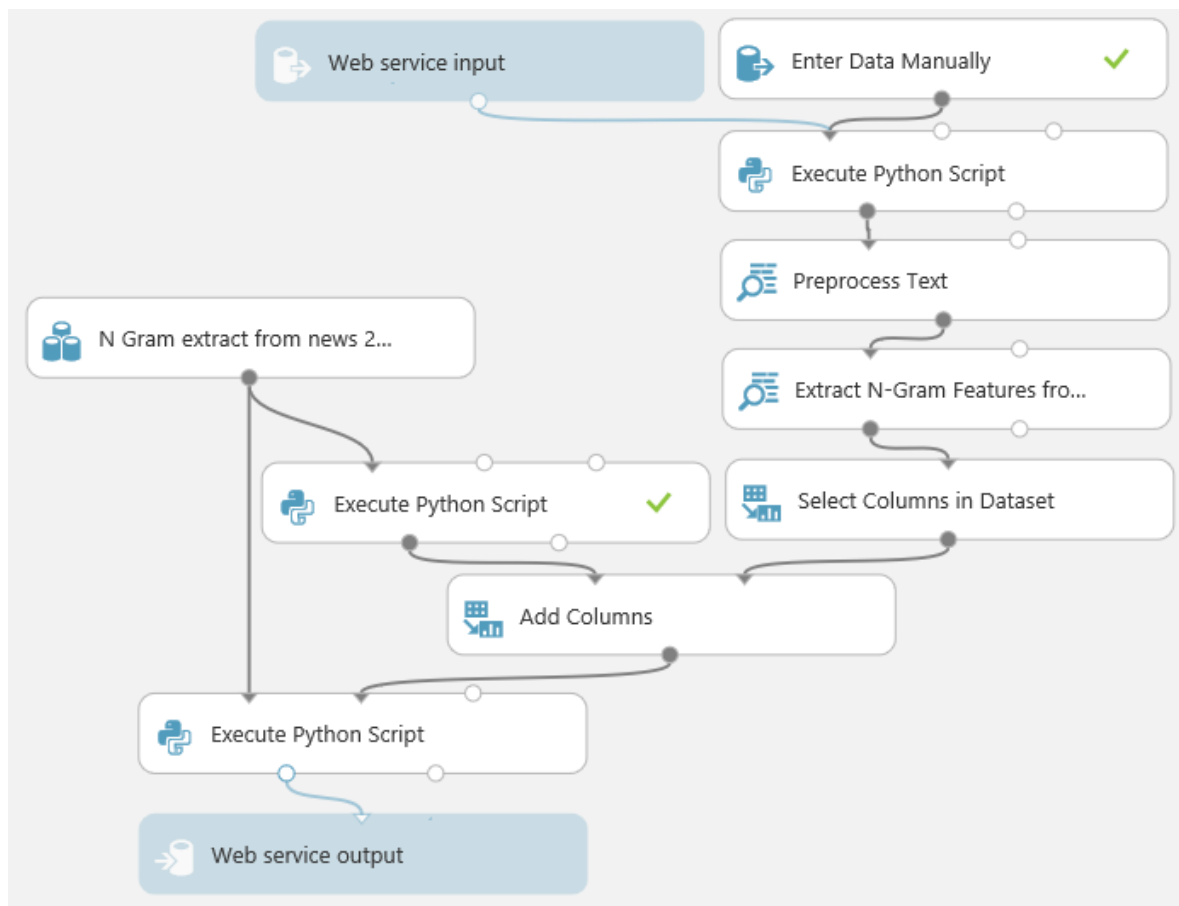 Web service input
Enter Data Manually
Execute Python Script
Preprocess Text
N Gram extract from news 2...
Extract N-Gram Features fro...
Execute Python Script
Select Columns in Dataset
Add Columns
Execute Python Script
Web service output